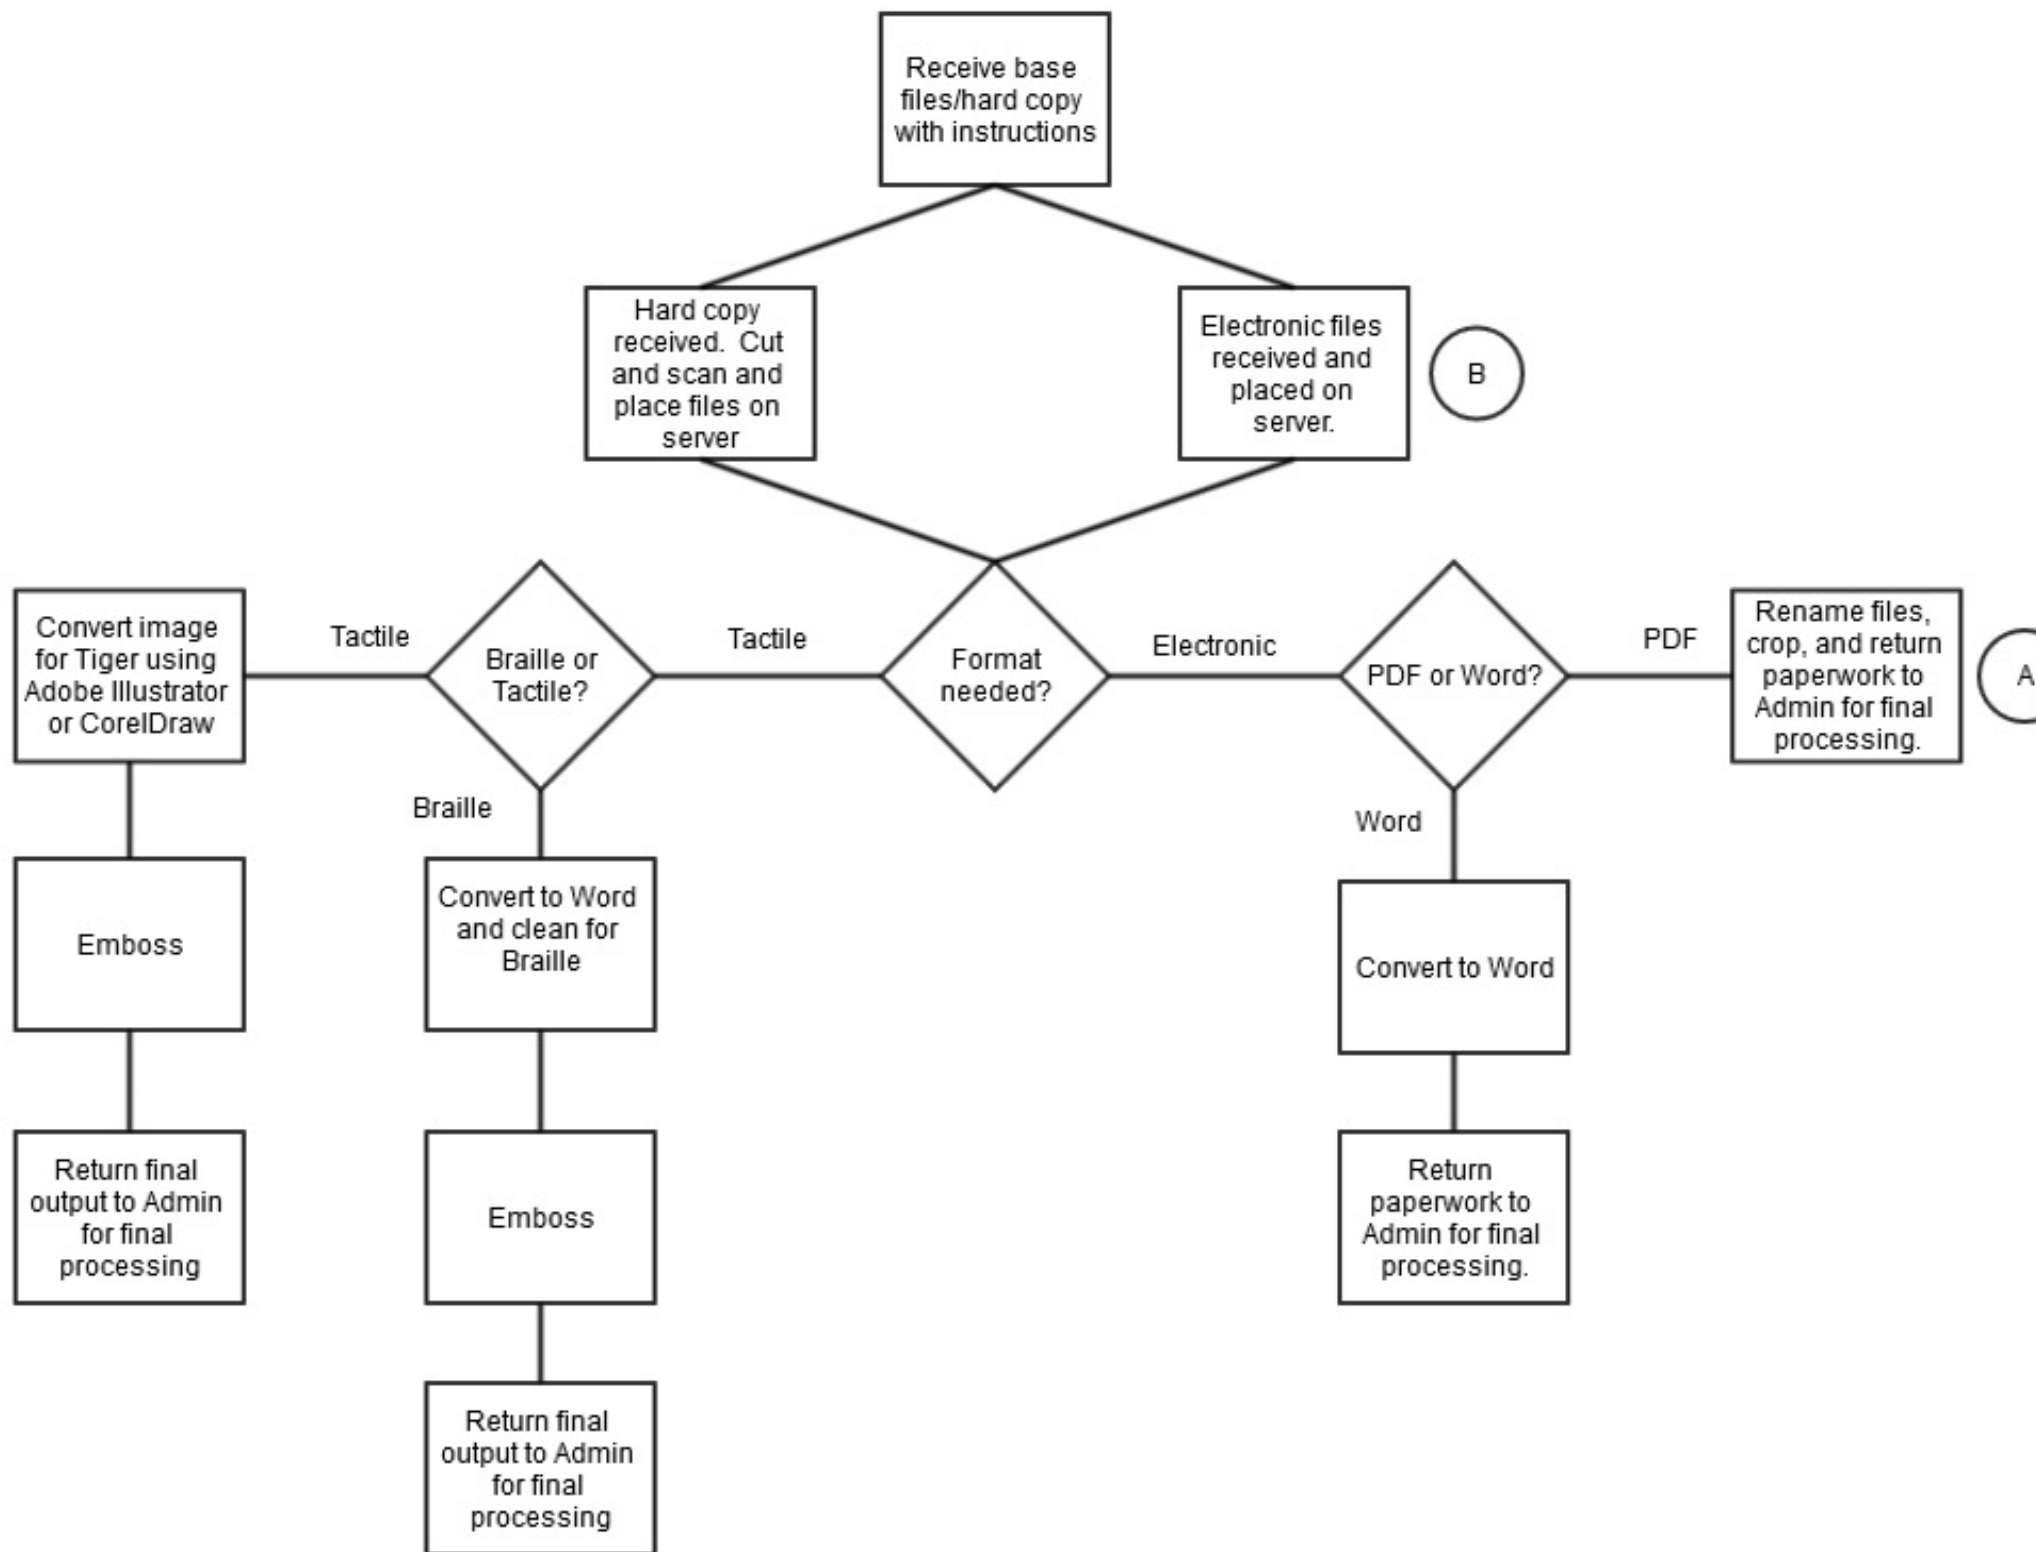 Receive base
files/hard copy
with instructions
Hard copy
received.  Cut
and scan and
place files on
server
Electronic files
received and
placed on
server.
B
Convert image
for Tiger using
Adobe Illustrator
or CorelDraw
Tactile
Braille or
Tactile?
Tactile
Format
needed?
Electronic
PDF or Word?
PDF
Rename files,
crop, and return
paperwork to
Admin for final
processing.
A
Braille
Word
Emboss
Convert to Word
and clean for
Braille
Convert to Word
Return final
output to Admin
for final
processing
Emboss
Return
paperwork to
Admin for final
processing.
Return final
output to Admin
for final
processing